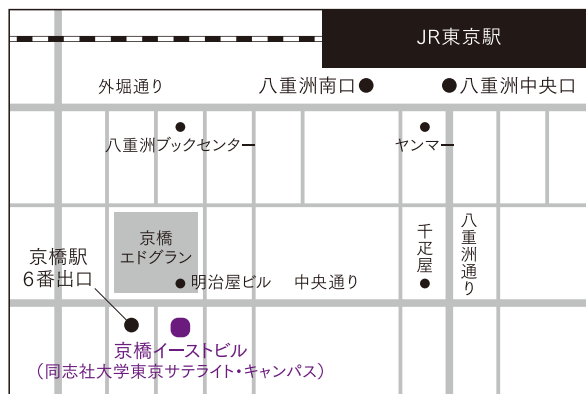 JR東京駅
外堀通り
八重洲南口
八重洲中央口
八重洲ブックセンター
ヤンマー
京橋
エドグラン
千疋屋
八重洲通り
京橋駅
6番出口
明治屋ビル
中央通り
京橋イーストビル
(同志社大学東京サテライト・キャンパス)